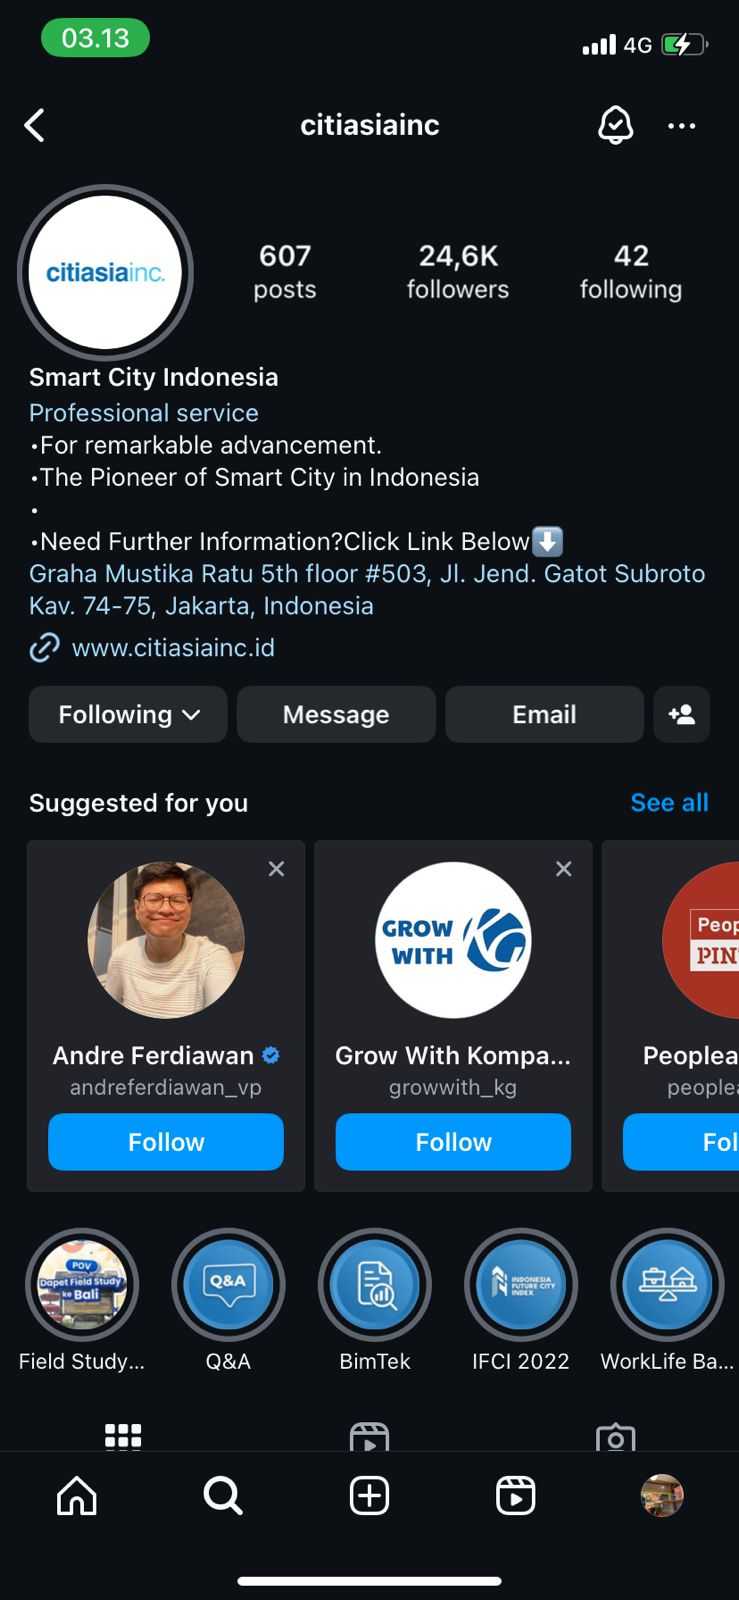 03.13
4G
citiasiainc
citiasiainc.
607
posts
24,6K
followers
42
following
Smart City Indonesia
Professional service
•For remarkable advancement.
•The Pioneer of Smart City in Indonesia
•
•Need Further Information?Click Link Below⬇️
Graha Mustika Ratu 5th floor #503, Jl. Jend. Gatot Subroto
Kav. 74-75, Jakarta, Indonesia
www.citiasiainc.id
Following
Message
Email
Suggested for you
See all
GROW
WITH
KG
Peop
PIN
Andre Ferdiawan
andreferdiawan_vp
Follow
Grow With Kompa...
growwith_kg
Follow
Peoplea
peoplea
Fol
POV
Dapet Field Study
ke Bali
Q&A
INDONESIA
FUTURE CITY
INDEX
Field Study...
Q&A
BimTek
IFCI 2022
WorkLife Ba...